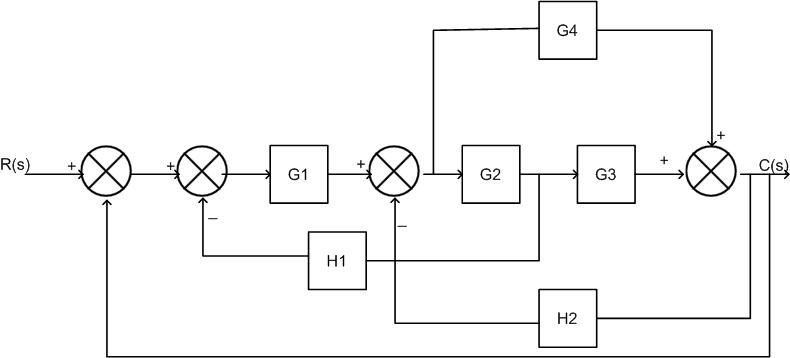 G4
+
R(s) + + G1 + G2 G3 + C(s)
−
−
H1
H2